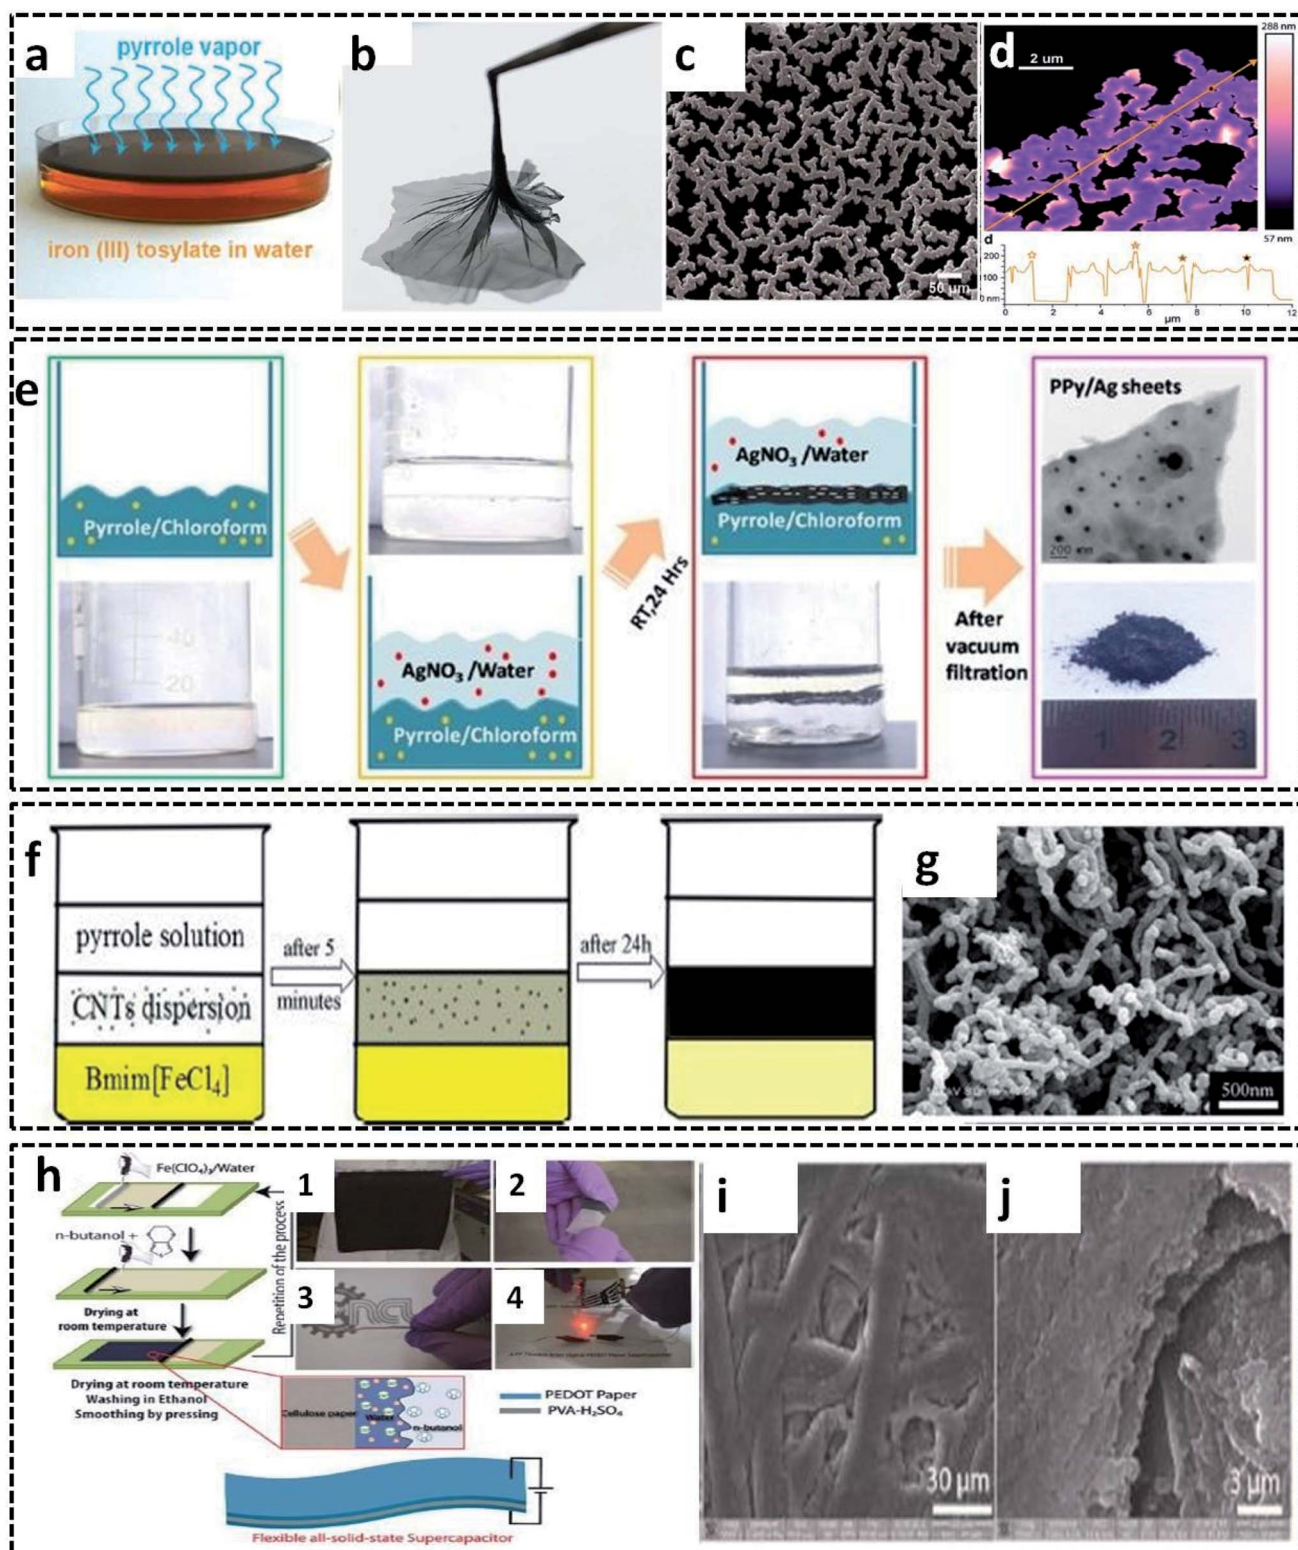 a
pyrrole vapor
iron (III) tosylate in water
b
c
50 µm
d
2 um
288 nm
57 nm
d
200
100
0 nm
0 2 4 6 8 10 12
µm
e
Pyrrole/Chloroform
40
20
AgNO₃ /Water
Pyrrole/Chloroform
RT,24 Hrs
AgNO₃ /Water
Pyrrole/Chloroform
After
vacuum
filtration
PPy/Ag sheets
200 nm
1 2 3
f
pyrrole solution
CNTs dispersion
Bmim[FeCl₄]
after 5
minutes
after 24h
g
500nm
h
Fe(ClO₄)₃/Water
n-butanol +
Drying at
room temperature
Repetition of the process
Drying at room temperature
Washing in Ethanol
Smoothing by pressing
1
2
3
ncl
4
Cellulose paper
Water
n-butanol
PEDOT Paper
PVA-H₂SO₄
Flexible all-solid-state Supercapacitor
i
30 µm
j
3 µm